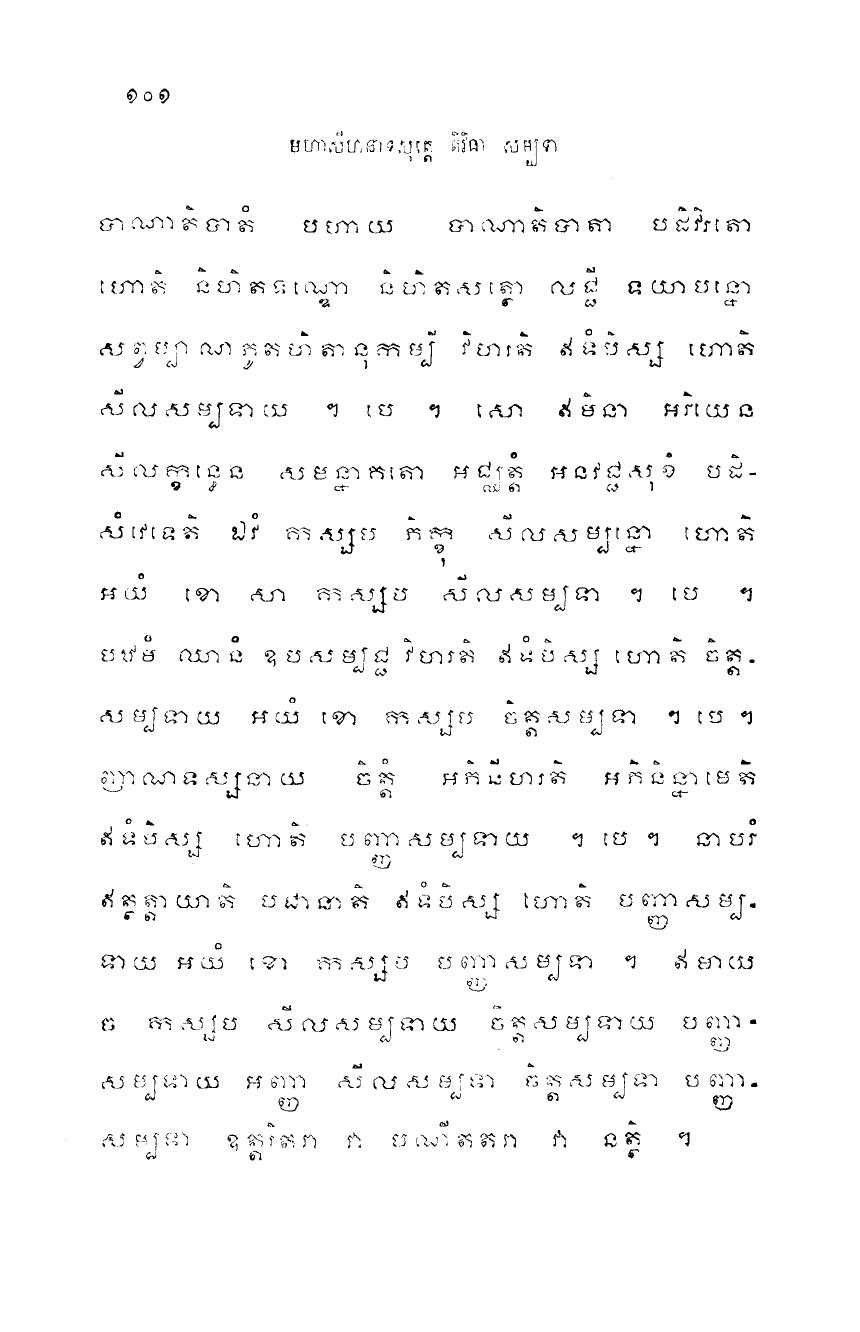 ១០១
មហាសីហនាទសុត្តេ តិវិធា សម្បទា
បាណាតិបាតំ បហាយ បាណាតិបាតា បដិវិរតោ
ហោតិ និហិតទណ្ឌោ និហិតសត្ថោ លជ្ជី ទយាបន្នោ
សព្វប្បាណភូតហិតានុកម្បី វិហរតិ ឥទំបិស្ស ហោតិ
សីលសម្បទាយ ។ បេ ។ សោ ឥមិនា អរិយេន
សីលក្ខន្ធេន សមន្នាគតោ អជ្ឈត្តំ អនវជ្ជសុខំ បដិ-
សំវេទេតិ ឯវំ កស្សប ភិក្ខុ សីលសម្បន្នោ ហោតិ
អយំ ខោ សា កស្សប សីលសម្បទា ។ បេ ។
បឋមំ ឈានំ ឧបសម្បជ្ជ វិហរតិ ឥទំបិស្ស ហោតិ ចិត្ត-
សម្បទាយ អយំ ខោ កស្សប ចិត្តសម្បទា ។ បេ ។
ញាណទស្សនាយ ចិត្តំ អភិនីហរតិ អភិនិន្នាមេតិ
ឥទំបិស្ស ហោតិ បញ្ញាសម្បទាយ ។ បេ ។ នាបរំ
ឥត្ថត្តាយាតិ បជានាតិ ឥទំបិស្ស ហោតិ បញ្ញាសម្ប-
ទាយ អយំ ខោ កស្សប បញ្ញាសម្បទា ។ ឥមាយ
ច កស្សប សីលសម្បទាយ ចិត្តសម្បទាយ បញ្ញា-
សម្បទាយ អញ្ញា សីលសម្បទា ចិត្តសម្បទា បញ្ញា-
សម្បទា ឧត្តរិតរា វា បណីតតរា វា នត្ថិ ។